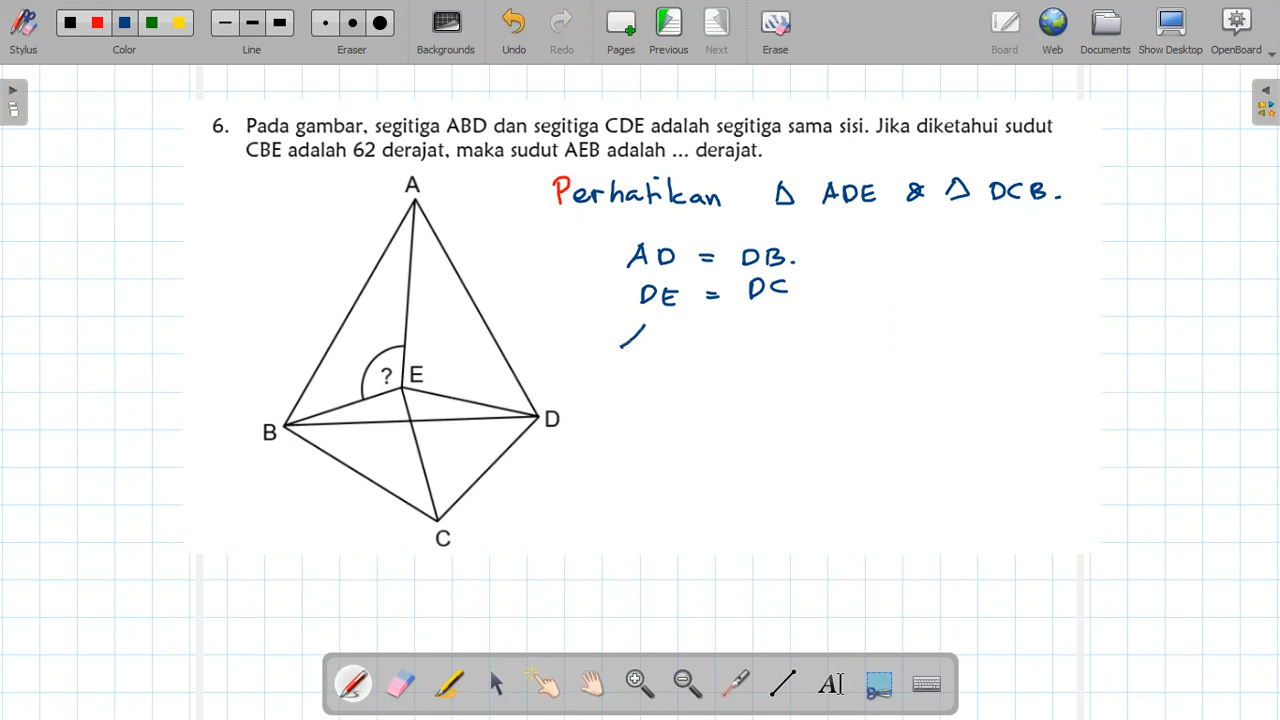 Stylus Color Line Eraser Backgrounds Undo Redo Pages Previous Next Erase Board Web Documents Show Desktop OpenBoard
6. Pada gambar, segitiga ABD dan segitiga CDE adalah segitiga sama sisi. Jika diketahui sudut
CBE adalah 62 derajat, maka sudut AEB adalah ... derajat.
A
Perhatikan Δ ADE & Δ DCB.
AD = DB.
DE = DC
? E
B
D
C